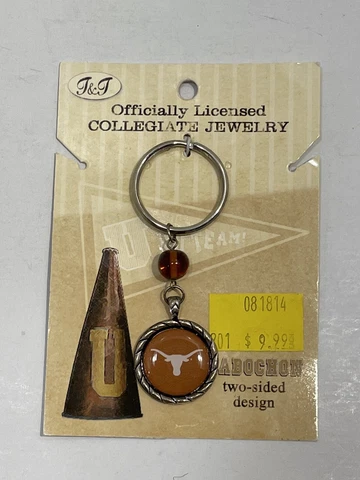 J&J
Officially Licensed
COLLEGIATE JEWELRY
TEAM!
U
081814
$ 9.99
two-sided
design